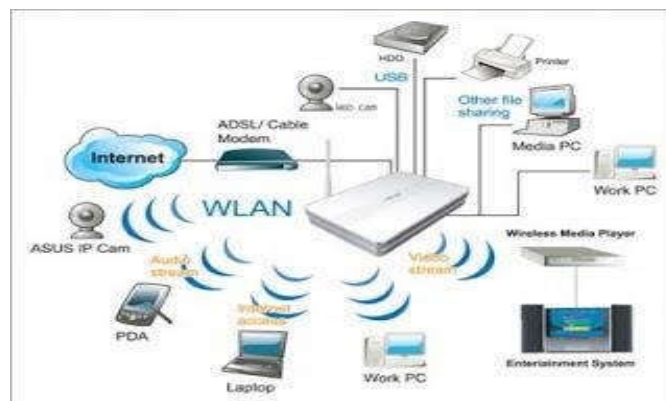 HDD
Printer
USB
web cam
Other file
sharing
ADSL/ Cable
Modem
Internet
Media PC
Work PC
WLAN
ASUS IP Cam
Wireless Media Player
Audio
stream
Video
stream
Internet
access
PDA
Laptop
Work PC
Entertainment System